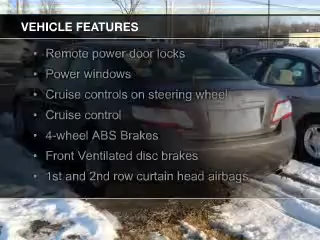 VEHICLE FEATURES
• Remote power door locks
• Power windows
• Cruise controls on steering wheel
• Cruise control
• 4-wheel ABS Brakes
• Front Ventilated disc brakes
• 1st and 2nd row curtain head airbags